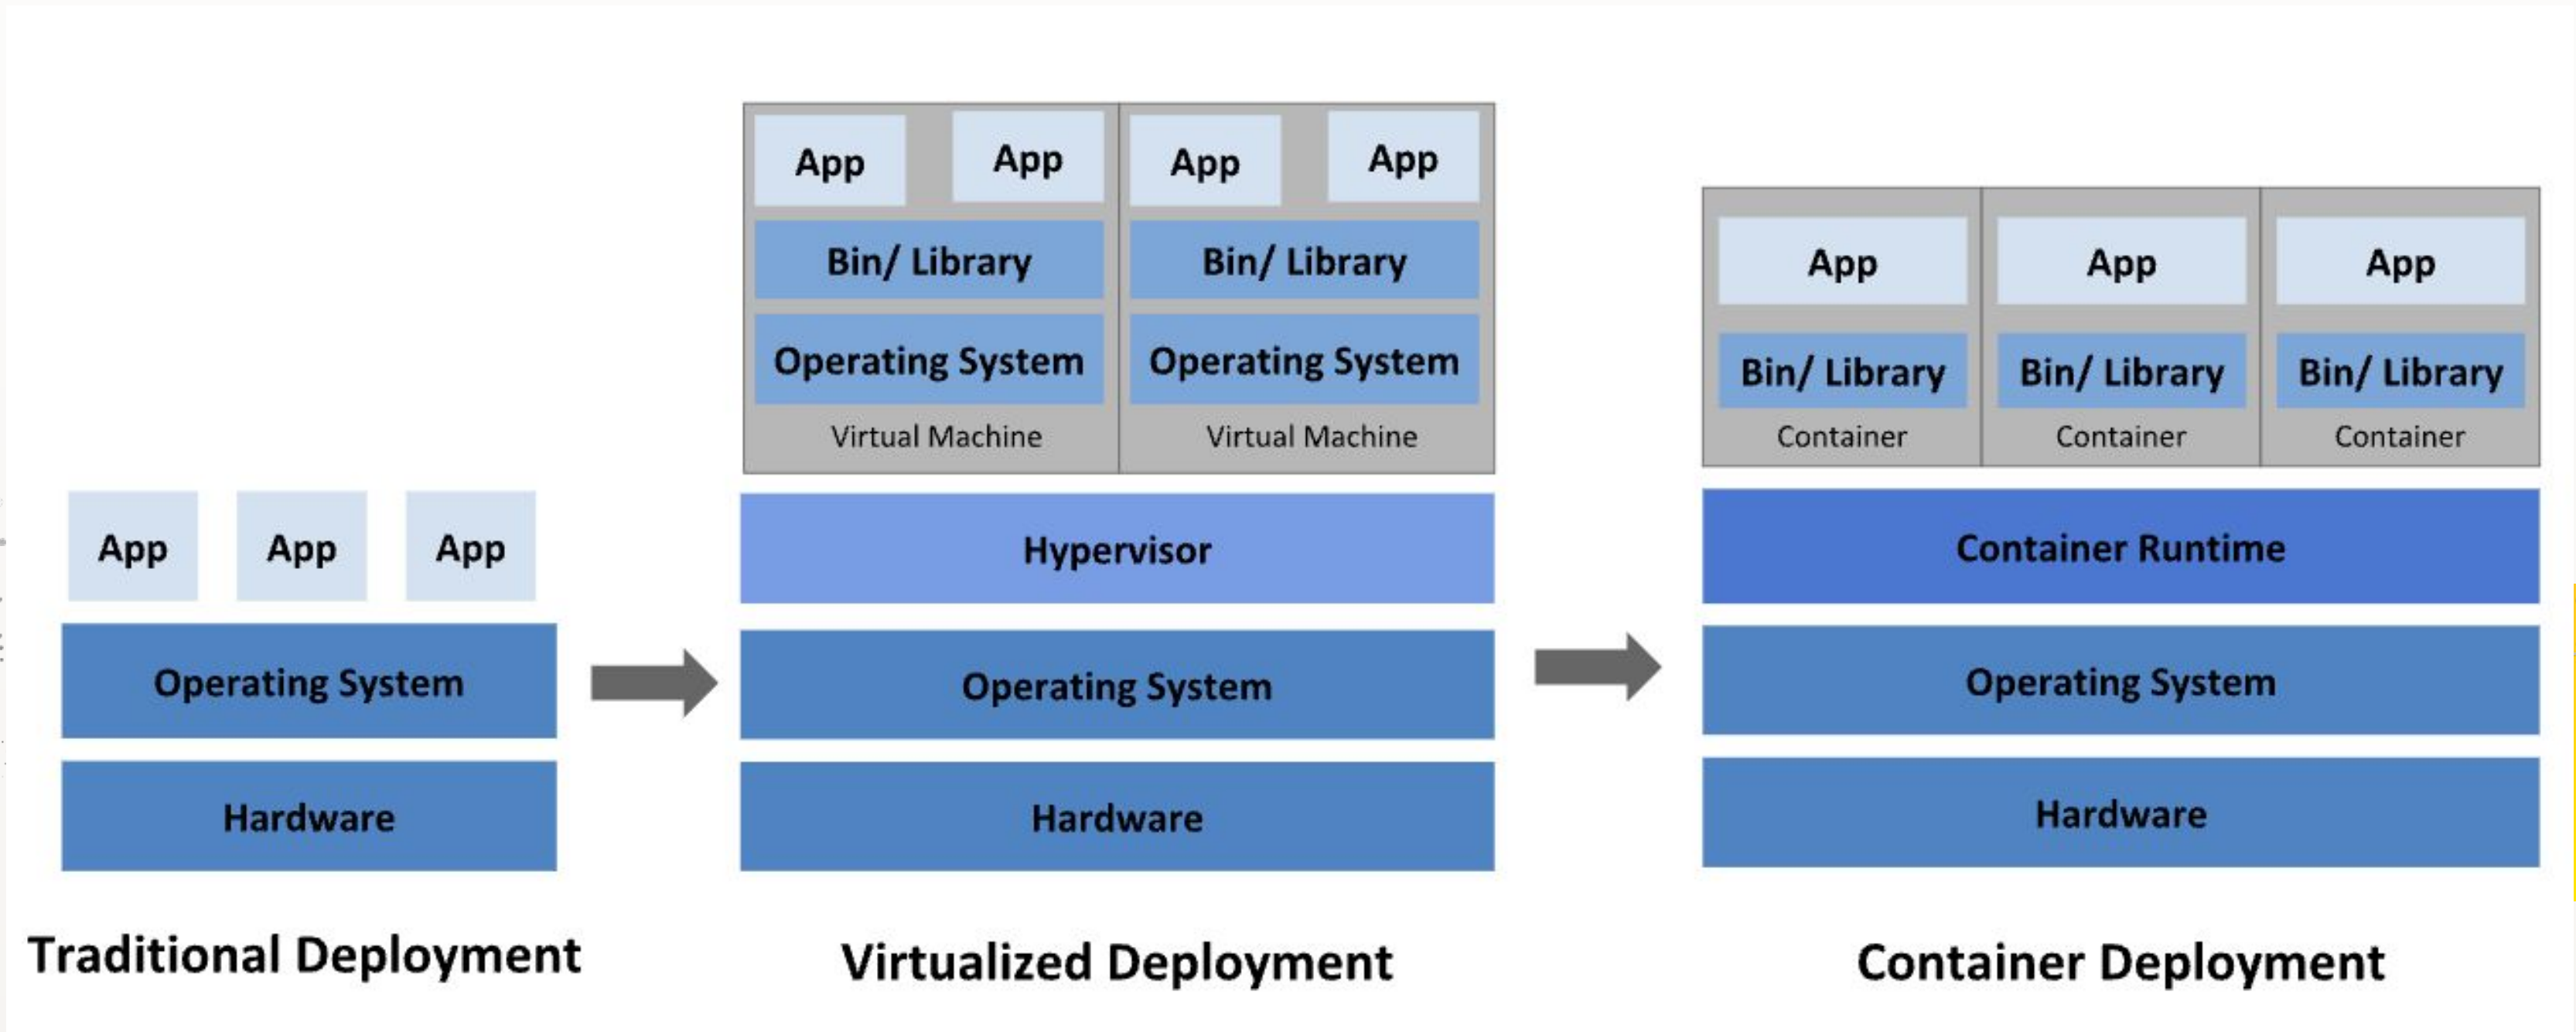 App App App
Operating System
Hardware
Traditional Deployment
App App App App
Bin/ Library Bin/ Library
Operating System Operating System
Virtual Machine Virtual Machine
Hypervisor
Operating System
Hardware
Virtualized Deployment
App App App
Bin/ Library Bin/ Library Bin/ Library
Container Container Container
Container Runtime
Operating System
Hardware
Container Deployment